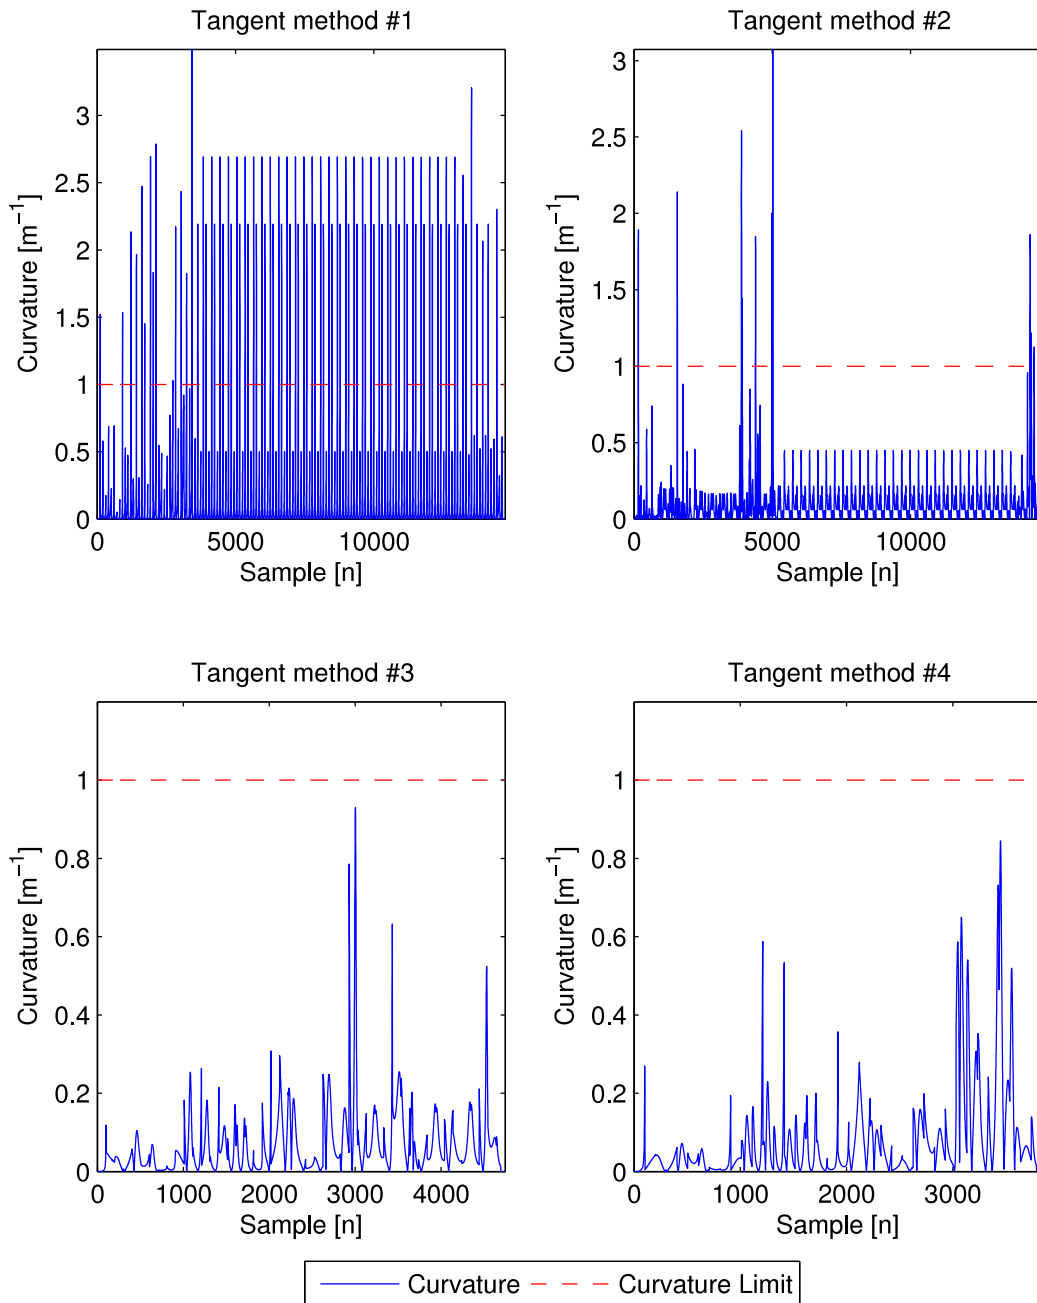 Tangent method #1
Tangent method #2
Curvature [m⁻¹]
3
2.5
2
1.5
1
0.5
0
0
5000
10000
Sample [n]
Curvature [m⁻¹]
3
2.5
2
1.5
1
0.5
0
0
5000
10000
Sample [n]
Tangent method #3
Tangent method #4
Curvature [m⁻¹]
1
0.8
0.6
0.4
0.2
0
0
1000
2000
3000
4000
Sample [n]
Curvature [m⁻¹]
1
0.8
0.6
0.4
0.2
0
0
1000
2000
3000
Sample [n]
Curvature
Curvature Limit